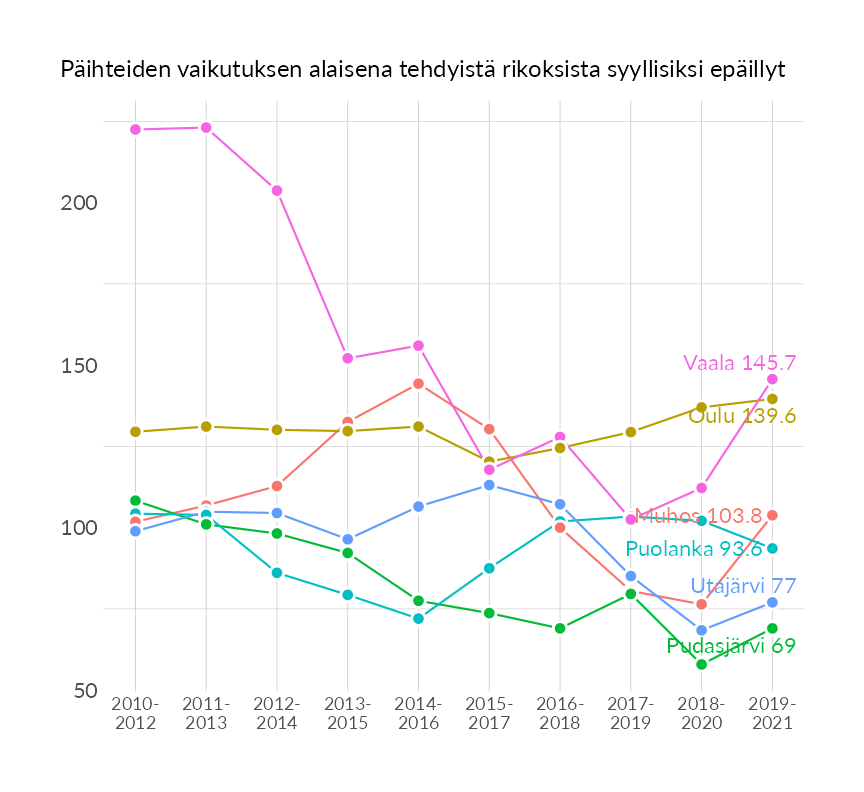 Päihteiden vaikutuksen alaisena tehdyistä rikoksista syyllisiksi epäillyt
200
150
100
50
Vaala 145.7
Oulu 139.6
Muhos 103.8
Puolanka 93.6
Utajärvi 77
Pudasjärvi 69
2010- 2011- 2012- 2013- 2014- 2015- 2016- 2017- 2018- 2019-
2012 2013 2014 2015 2016 2017 2018 2019 2020 2021